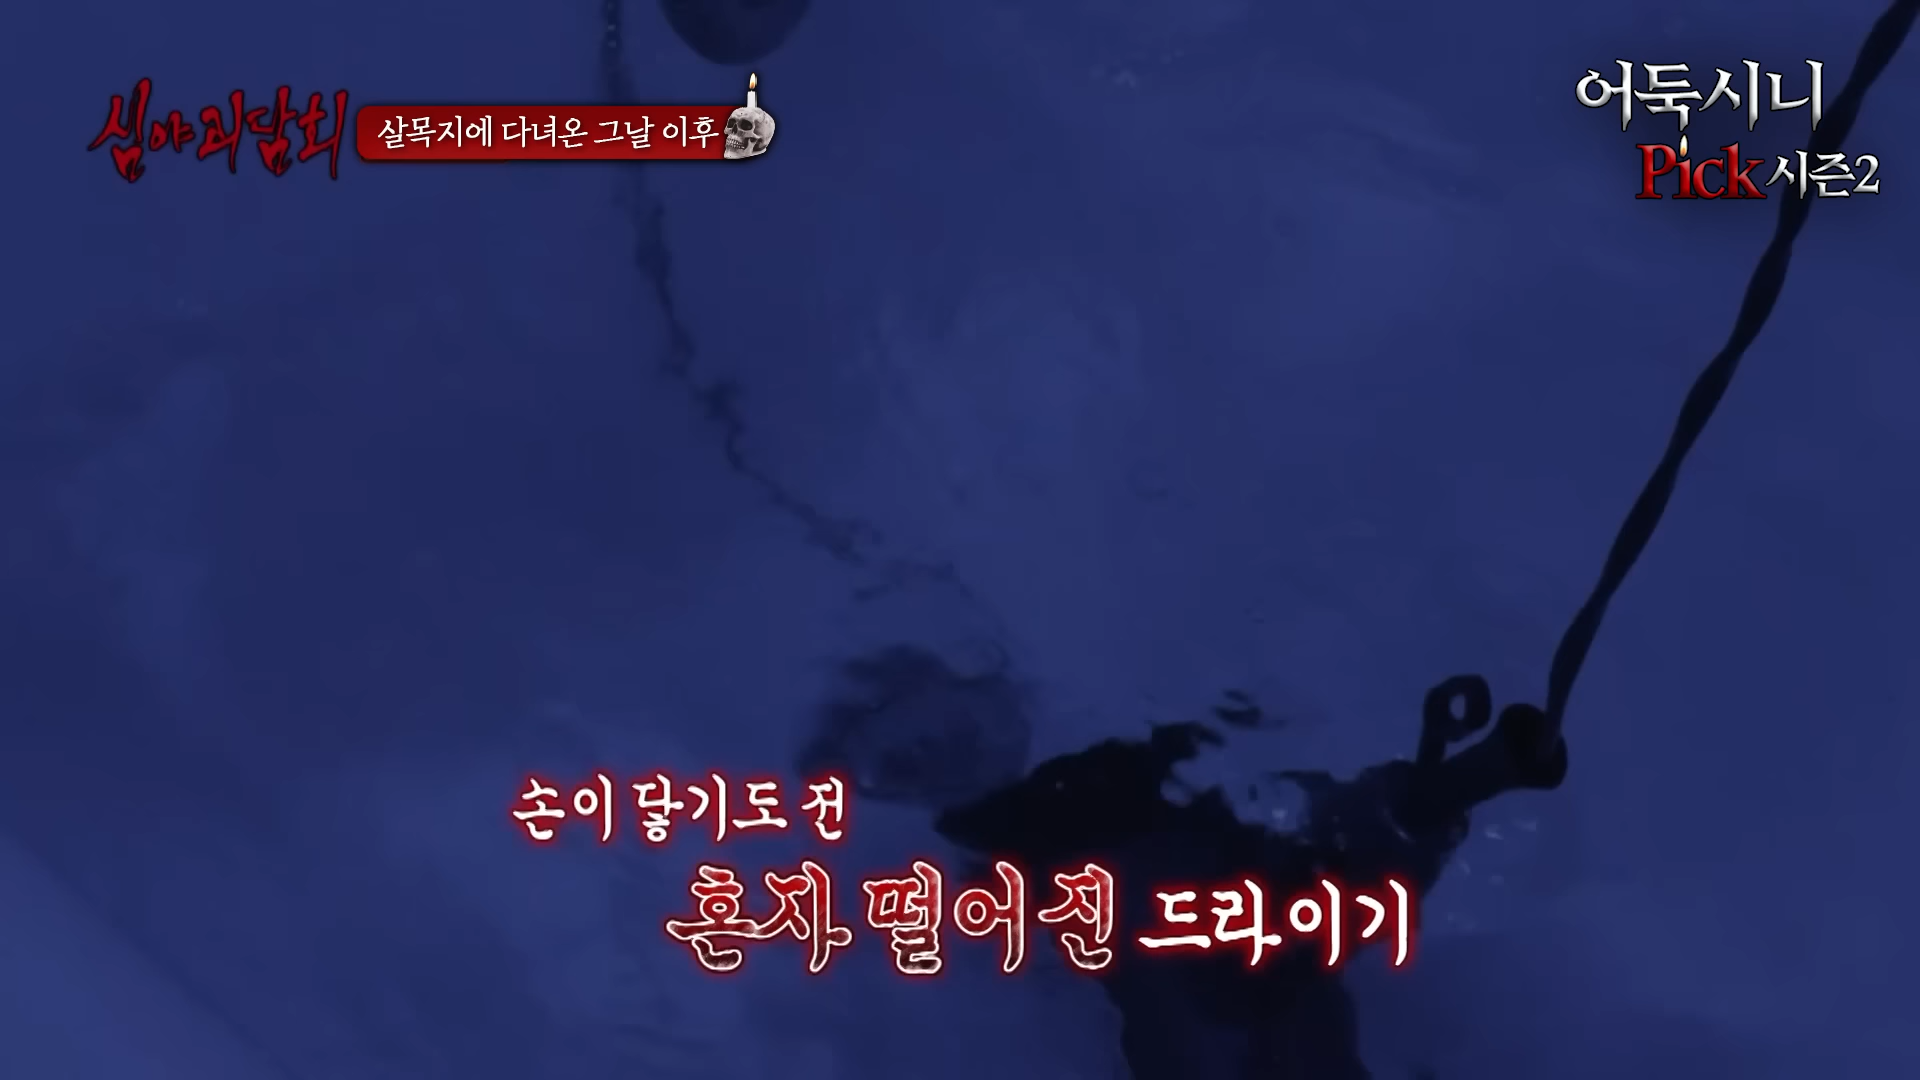 심야괴담회
살목지에 다녀온 그날 이후
어둑시니
Pick 시즌2
손이 닿기도 전
혼자 떨어진 드라이기